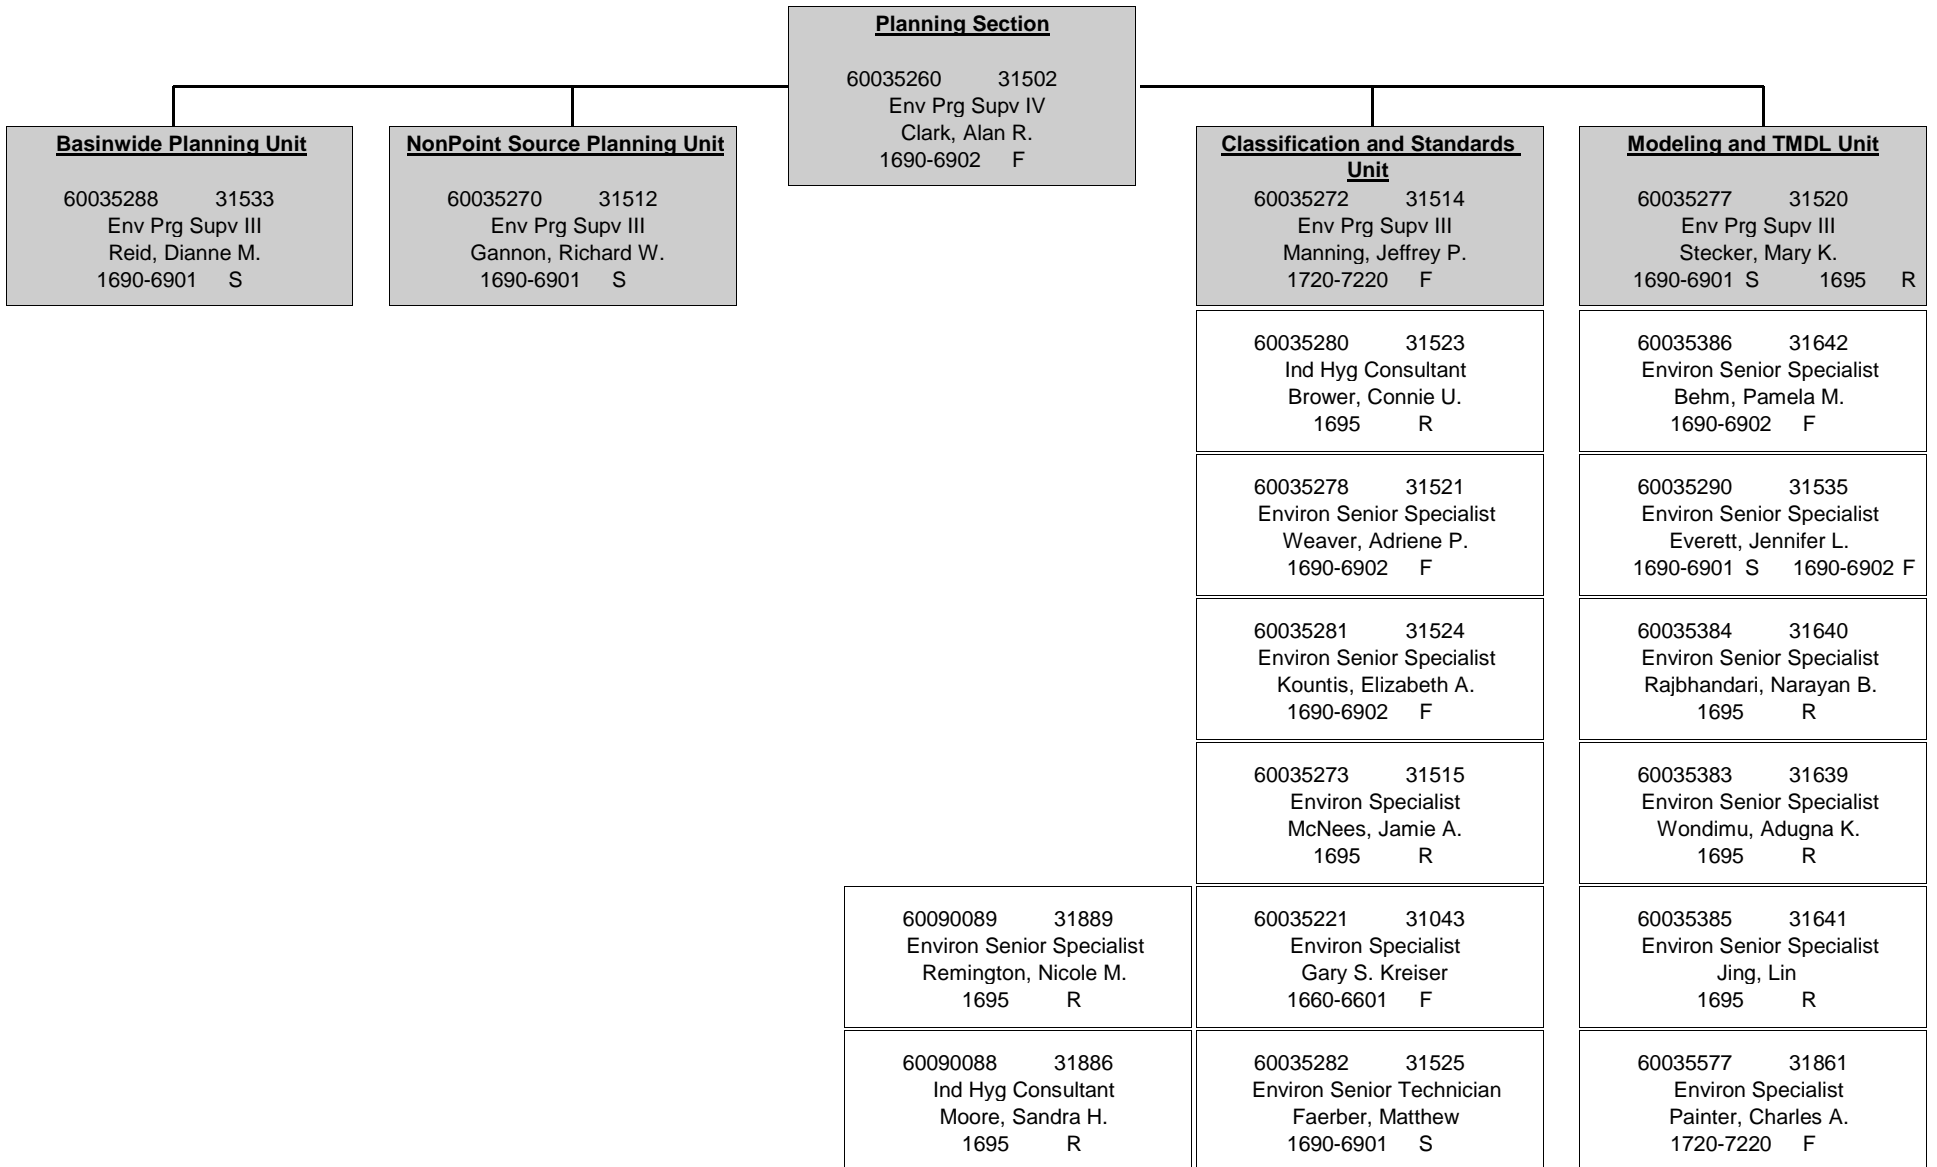 Planning Section
60035260 31502
Env Prg Supv IV
Clark, Alan R.
1690-6902 F
Basinwide Planning Unit
60035288 31533
Env Prg Supv III
Reid, Dianne M.
1690-6901 S
NonPoint Source Planning Unit
60035270 31512
Env Prg Supv III
Gannon, Richard W.
1690-6901 S
Classification and Standards
Unit
60035272 31514
Env Prg Supv III
Manning, Jeffrey P.
1720-7220 F
60035280 31523
Ind Hyg Consultant
Brower, Connie U.
1695 R
60035278 31521
Environ Senior Specialist
Weaver, Adriene P.
1690-6902 F
60035281 31524
Environ Senior Specialist
Kountis, Elizabeth A.
1690-6902 F
60035273 31515
Environ Specialist
McNees, Jamie A.
1695 R
60090089 31889
Environ Senior Specialist
Remington, Nicole M.
1695 R
60035221 31043
Environ Specialist
Gary S. Kreiser
1660-6601 F
60090088 31886
Ind Hyg Consultant
Moore, Sandra H.
1695 R
60035282 31525
Environ Senior Technician
Faerber, Matthew
1690-6901 S
Modeling and TMDL Unit
60035277 31520
Env Prg Supv III
Stecker, Mary K.
1690-6901 S 1695 R
60035386 31642
Environ Senior Specialist
Behm, Pamela M.
1690-6902 F
60035290 31535
Environ Senior Specialist
Everett, Jennifer L.
1690-6901 S 1690-6902 F
60035384 31640
Environ Senior Specialist
Rajbhandari, Narayan B.
1695 R
60035383 31639
Environ Senior Specialist
Wondimu, Adugna K.
1695 R
60035385 31641
Environ Senior Specialist
Jing, Lin
1695 R
60035577 31861
Environ Specialist
Painter, Charles A.
1720-7220 F